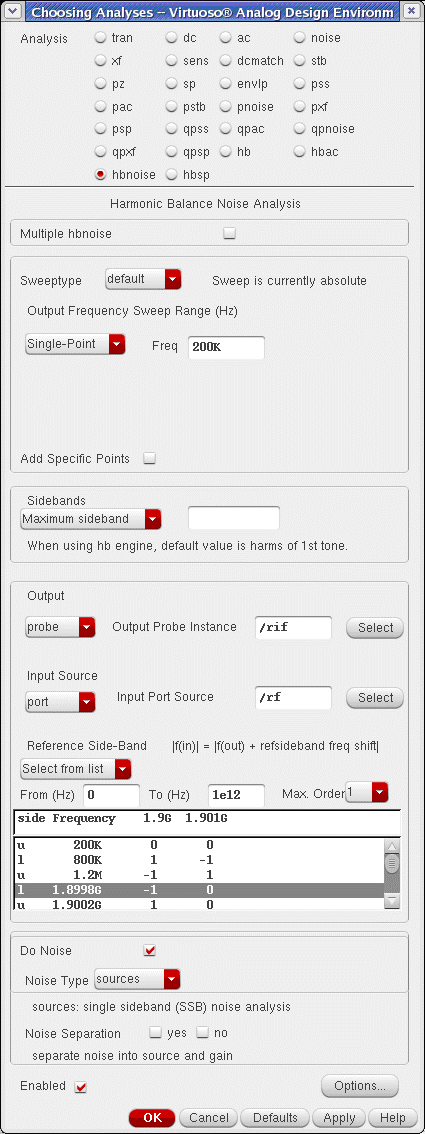 Choosing Analyses -- Virtuoso® Analog Design Environm
Analysis tran dc ac noise
xf sens dcmatch stb
pz sp envlp pss
pac pstb pnoise pxf
psp qpss qpac qpnoise
qpxf qpsp hb hbac
hbnoise hbsp
Harmonic Balance Noise Analysis
Multiple hbnoise
Sweeptype default Sweep is currently absolute
Output Frequency Sweep Range (Hz)
Single-Point Freq 200K
Add Specific Points
Sidebands
Maximum sideband
When using hb engine, default value is harms of 1st tone.
Output
probe Output Probe Instance /rif Select
Input Source
port Input Port Source /rf Select
Reference Side-Band |f(in)| = |f(out) + refsideband freq shift|
Select from list
From (Hz) 0 To (Hz) 1e12 Max. Order 1
side Frequency 1.9G 1.901G
u 200K 0 0
l 800K 1 -1
u 1.2M -1 1
l 1.8998G -1 0
u 1.9002G 1 0
Do Noise
Noise Type sources
sources: single sideband (SSB) noise analysis
Noise Separation yes no
separate noise into source and gain
Enabled Options...
OK Cancel Defaults Apply Help